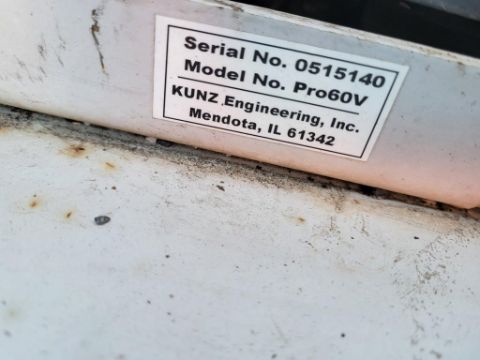 Serial No. 0515140
Model No. Pro60V
KUNZ Engineering, Inc.
Mendota, IL 61342